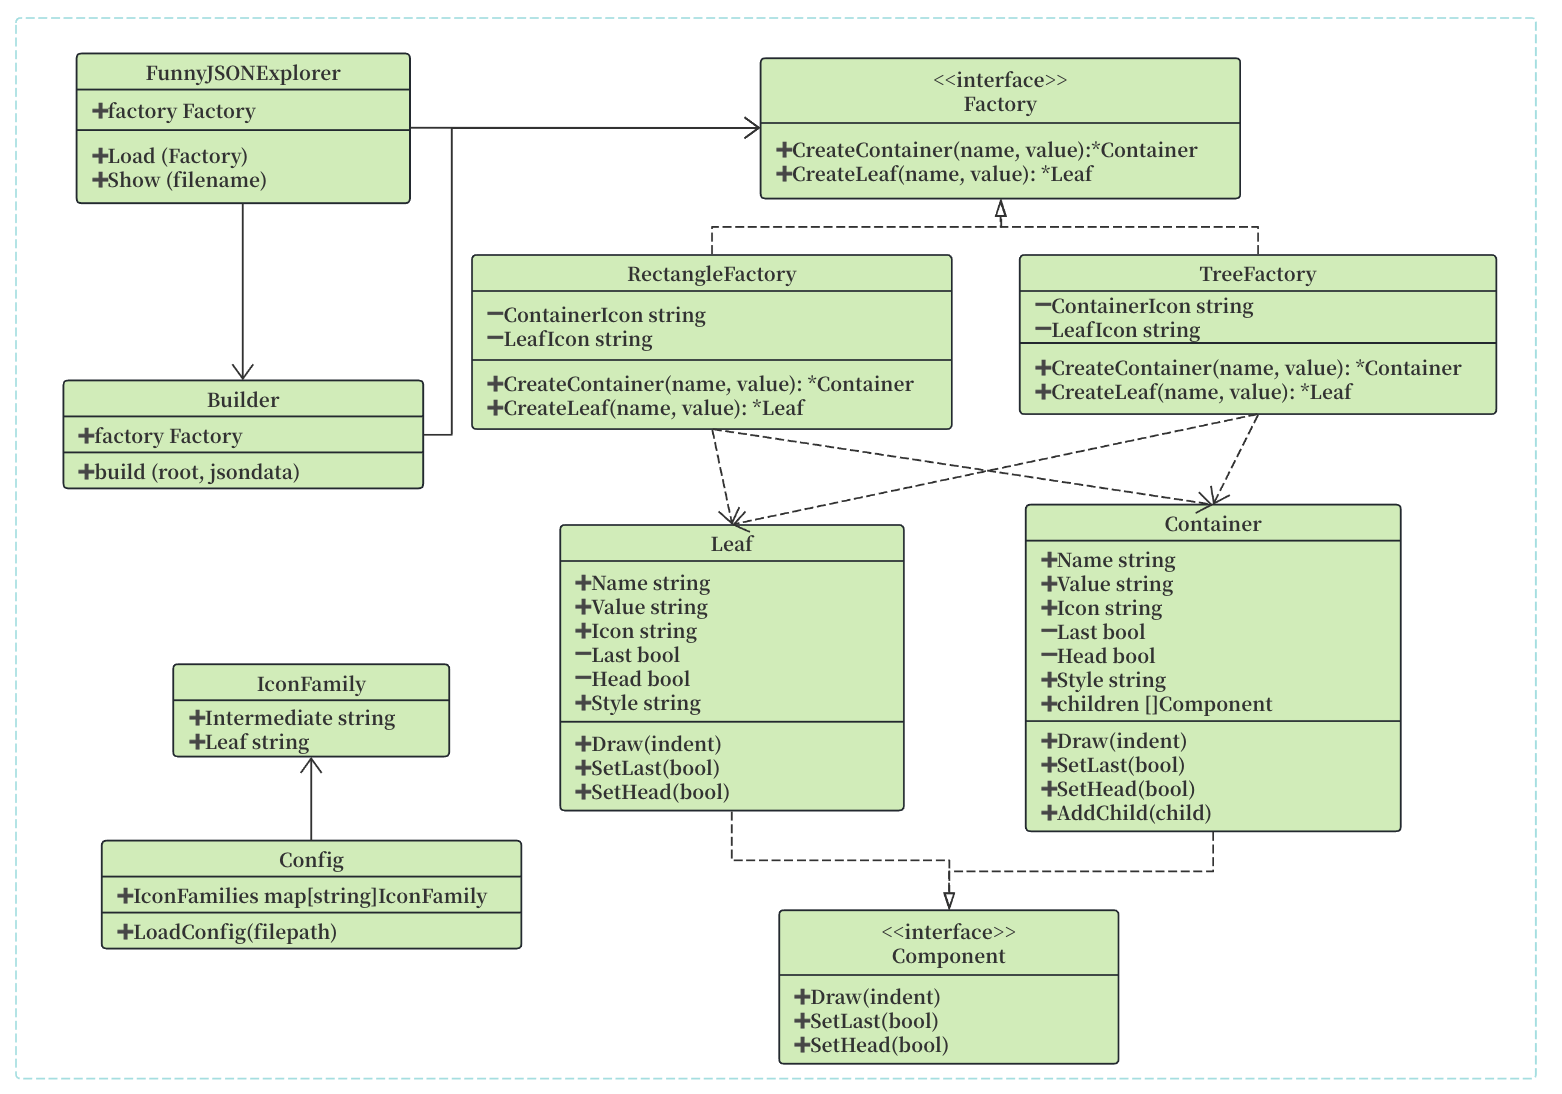 FunnyJSONExplorer
+factory Factory
+Load (Factory)
+Show (filename)
<<interface>>
Factory
+CreateContainer(name, value):*Container
+CreateLeaf(name, value): *Leaf
RectangleFactory
-ContainerIcon string
-LeafIcon string
+CreateContainer(name, value): *Container
+CreateLeaf(name, value): *Leaf
TreeFactory
-ContainerIcon string
-LeafIcon string
+CreateContainer(name, value): *Container
+CreateLeaf(name, value): *Leaf
Builder
+factory Factory
+build (root, jsondata)
Leaf
+Name string
+Value string
+Icon string
-Last bool
-Head bool
+Style string
+Draw(indent)
+SetLast(bool)
+SetHead(bool)
Container
+Name string
+Value string
+Icon string
-Last bool
-Head bool
+Style string
+children []Component
+Draw(indent)
+SetLast(bool)
+SetHead(bool)
+AddChild(child)
IconFamily
+Intermediate string
+Leaf string
Config
+IconFamilies map[string]IconFamily
+LoadConfig(filepath)
<<interface>>
Component
+Draw(indent)
+SetLast(bool)
+SetHead(bool)